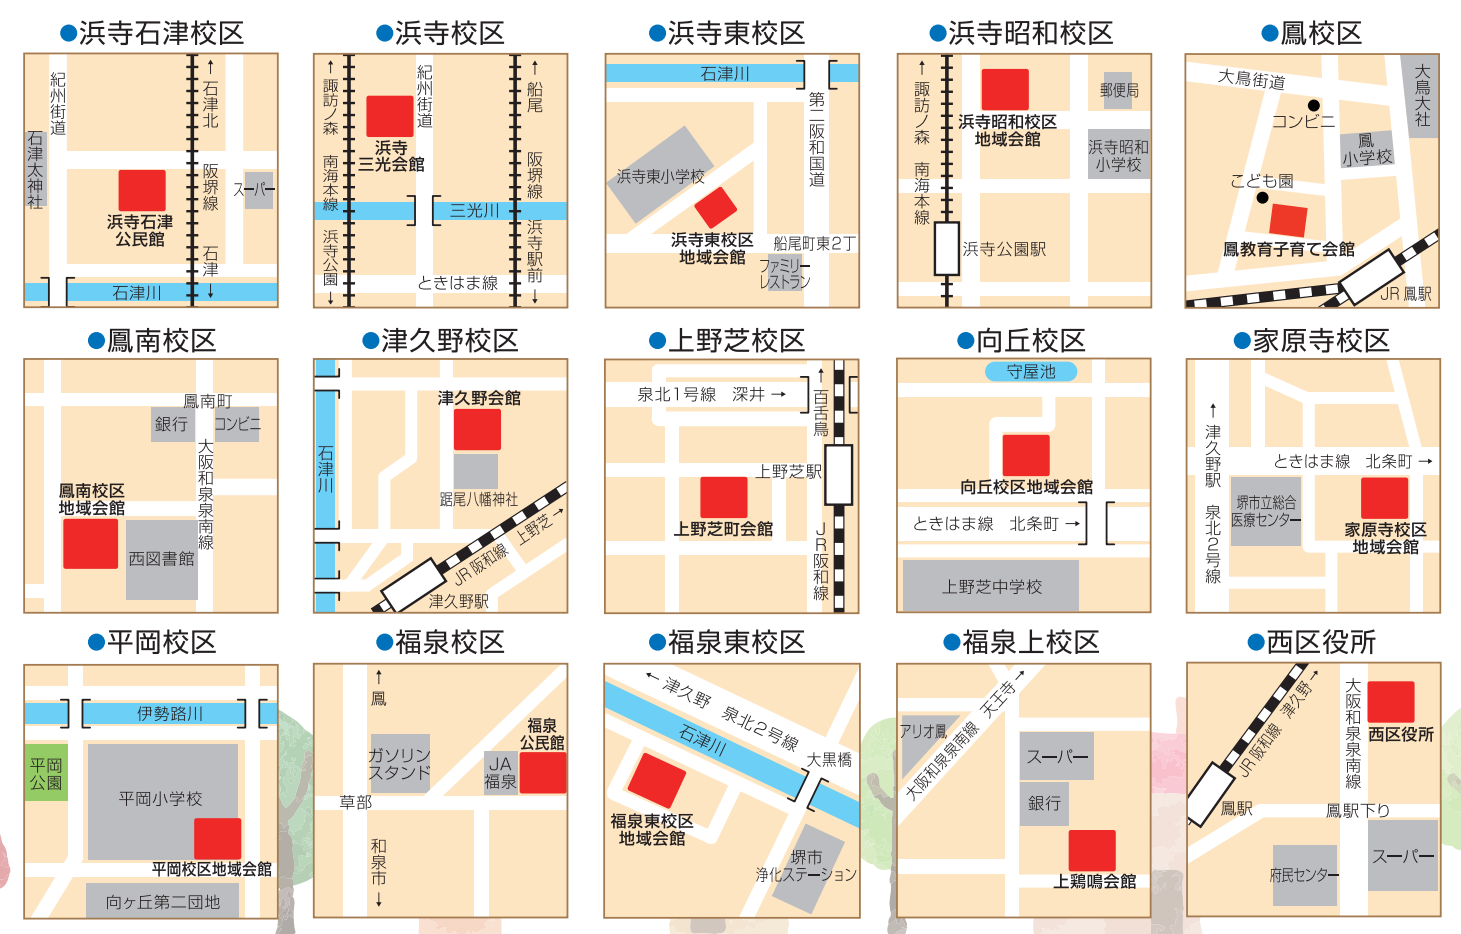 ●浜寺石津校区
紀州街道
石津太神社
↑石津北
阪堺線
石津↓
スーパー
浜寺石津
公民館
石津川
●浜寺校区
↑諏訪ノ森
南海本線
浜寺公園↓
紀州街道
浜寺
三光会館
三光川
↑船尾
阪堺線
浜寺駅前↓
ときはま線
●浜寺東校区
石津川
第二阪和国道
浜寺東小学校
浜寺東校区
地域会館
船尾町東2丁
ファミリー
レストラン
●浜寺昭和校区
↑諏訪ノ森
南海本線
郵便局
浜寺昭和校区
地域会館
浜寺昭和
小学校
浜寺公園駅
●鳳校区
大鳥街道
大鳥大社
コンビニ
鳳
小学校
こども園
鳳教育子育て会館
JR鳳駅
●鳳南校区
鳳南町
銀行
コンビニ
大阪和泉泉南線
鳳南校区
地域会館
西図書館
●津久野校区
津久野会館
石津川
踞尾八幡神社
上野芝→
JR阪和線
津久野駅
●上野芝校区
泉北1号線 深井→
↑百舌鳥
上野芝駅
上野芝町会館
JR阪和線
●向丘校区
守屋池
向丘校区地域会館
ときはま線 北条町→
上野芝中学校
●家原寺校区
↑津久野駅
泉北2号線
ときはま線 北条町→
堺市立総合
医療センター
家原寺校区
地域会館
●平岡校区
伊勢路川
平岡
公園
平岡小学校
平岡校区地域会館
向ヶ丘第二団地
●福泉校区
↑鳳
福泉
公民館
ガソリン
スタンド
JA
福泉
草部
和泉市↓
●福泉東校区
←津久野 泉北2号線
石津川
大黒橋
福泉東校区
地域会館
堺市
浄化ステーション
●福泉上校区
天王寺→
アリオ鳳
大阪和泉泉南線
スーパー
銀行
上鶏鳴会館
●西区役所
津久野→
JR阪和線
大阪和泉泉南線
西区役所
鳳駅
鳳駅下り
府民センター
スーパー